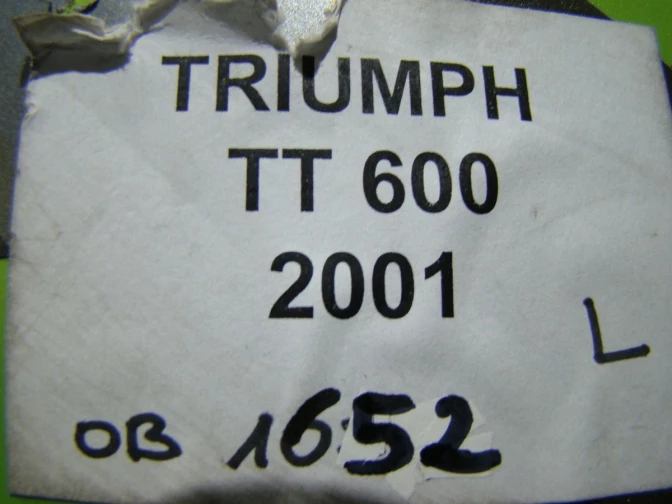 TRIUMPH
TT 600
2001
L
OB 1652